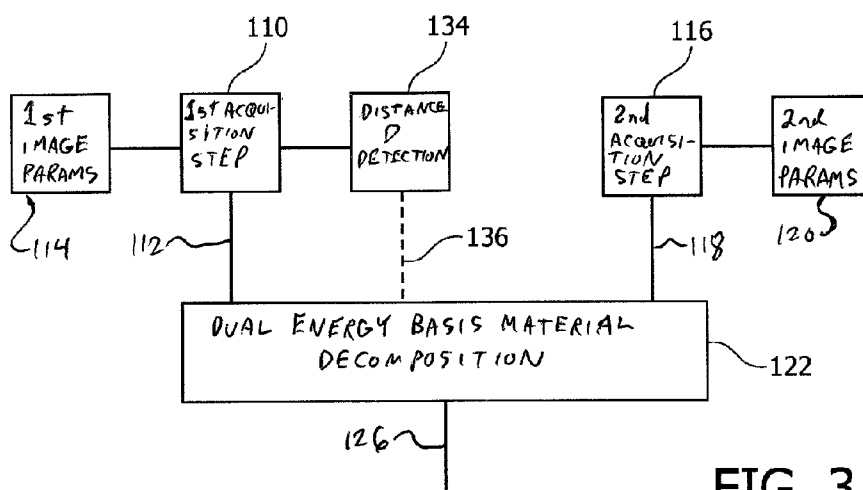 110
134
116
1st
IMAGE
PARAMS
1st ACQUI-
SITION
STEP
DISTANCE
D
DETECTION
2nd
ACQUISI-
TION
STEP
2nd
IMAGE
PARAMS
114
112
136
118
120
DUAL ENERGY BASIS MATERIAL
DECOMPOSITION
122
126
FIG. 3